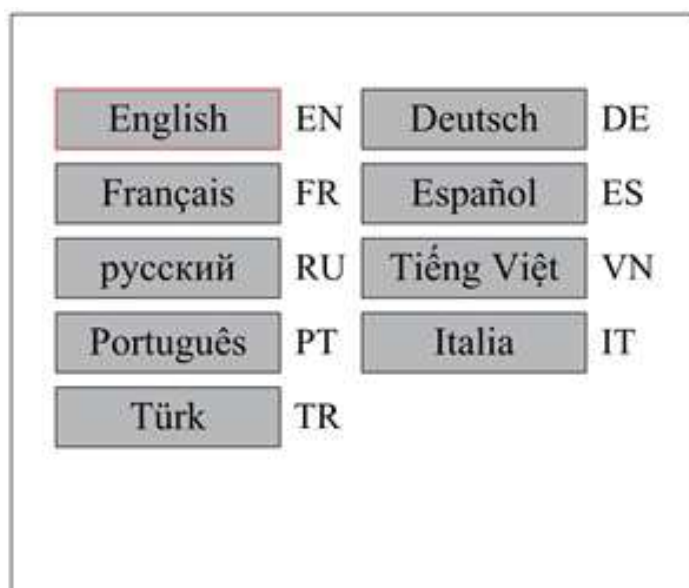 English EN Deutsch DE
Français FR Español ES
русский RU Tiếng Việt VN
Português PT Italia IT
Türk TR